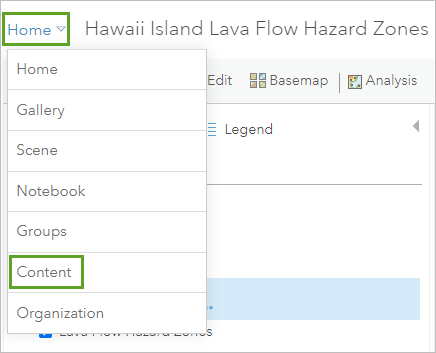 Home Hawaii Island Lava Flow Hazard Zones
Home
Edit Basemap Analysis
Gallery
Legend
Scene
Notebook
Groups
Content
Organization
Lava Flow Hazard Zones